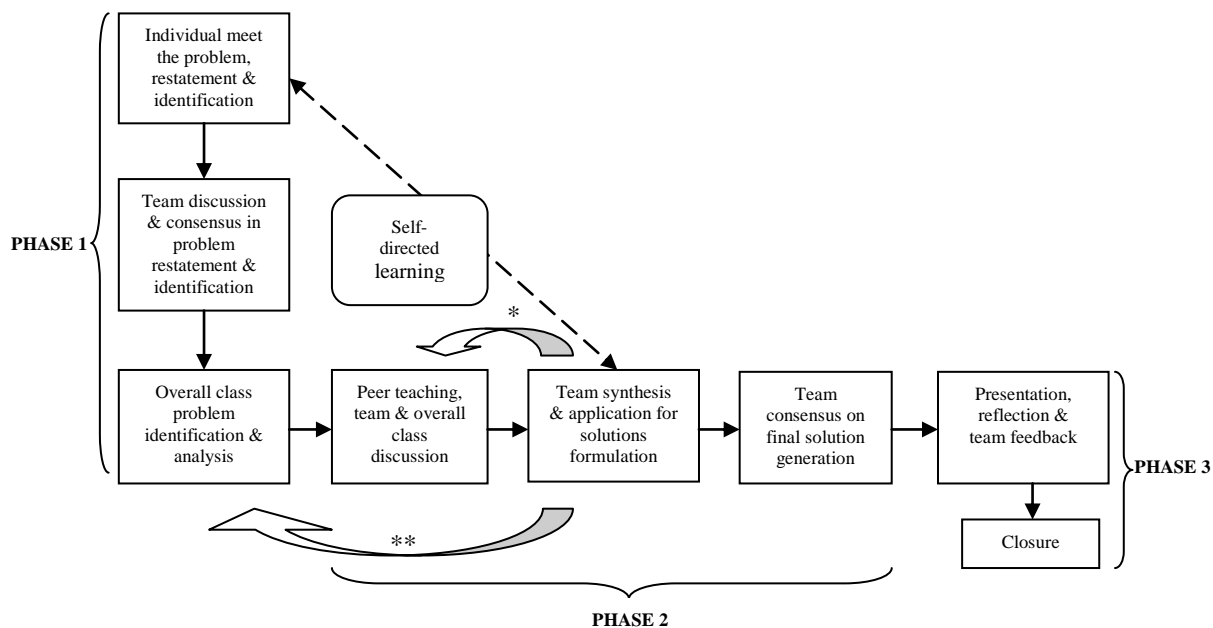 Individual meet
the problem,
restatement &
identification
PHASE 1
Team discussion
& consensus in
problem
restatement &
identification
Self-
directed
learning
*
Overall class
problem
identification &
analysis
Peer teaching,
team & overall
class
discussion
Team synthesis
& application for
solutions
formulation
Team
consensus on
final solution
generation
Presentation,
reflection &
team feedback
PHASE 3
**
Closure
PHASE 2